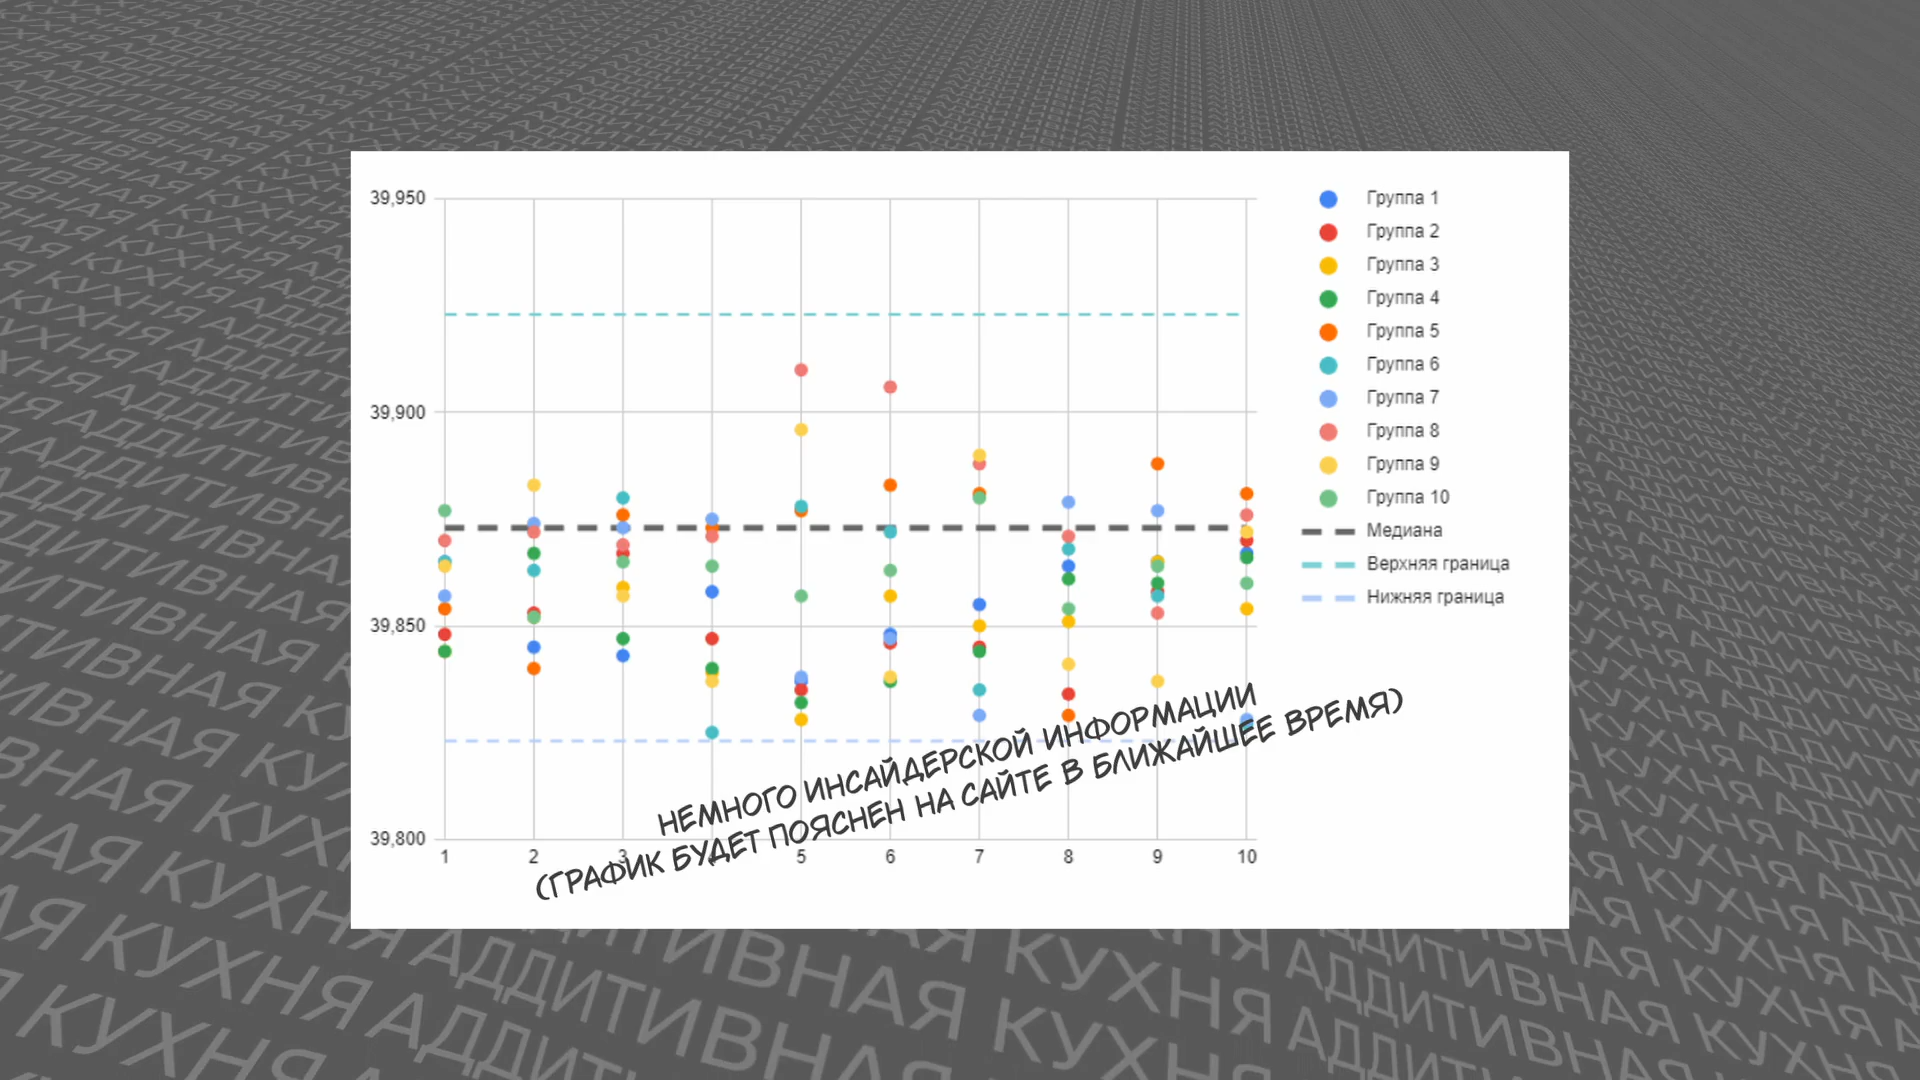 39,950
39,900
39,850
39,800
1 2 3 4 5 6 7 8 9 10
Группа 1
Группа 2
Группа 3
Группа 4
Группа 5
Группа 6
Группа 7
Группа 8
Группа 9
Группа 10
Медиана
Верхняя граница
Нижняя граница
НЕМНОГО ИНСАЙДЕРСКОЙ ИНФОРМАЦИИ
(ГРАФИК БУДЕТ ПОЯСНЕН НА САЙТЕ В БЛИЖАЙШЕЕ ВРЕМЯ)
АДДИТИВНАЯ КУХНЯ